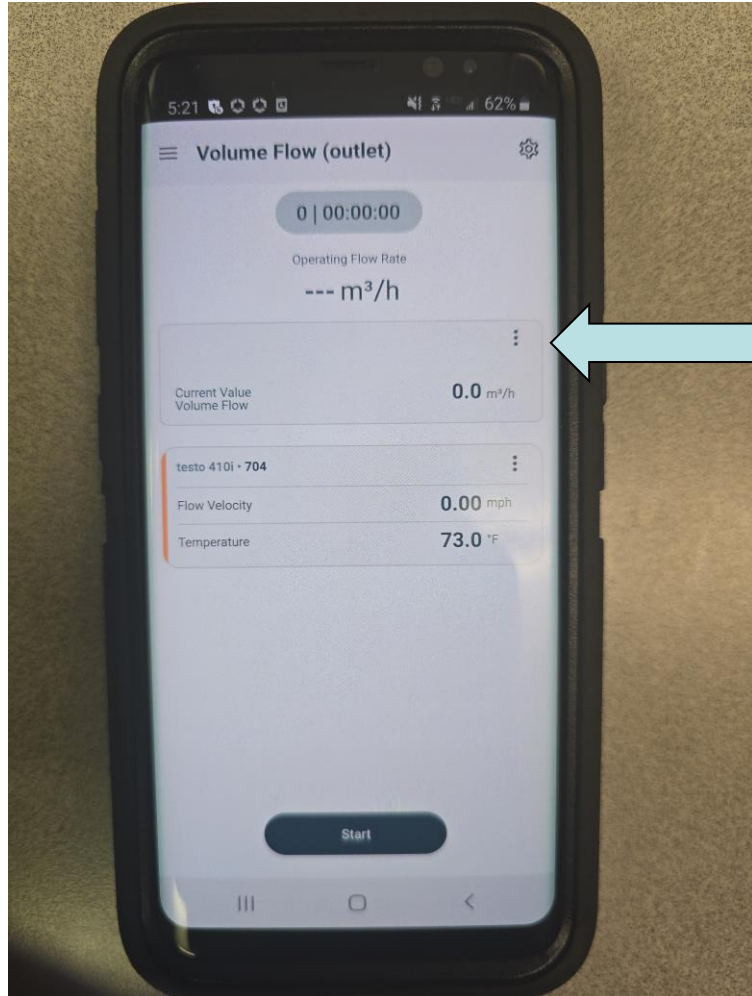 5:21 62%
Volume Flow (outlet)
0 | 00:00:00
Operating Flow Rate
--- m³/h
Current Value
Volume Flow
0.0 m³/h
testo 410i • 704
Flow Velocity 0.00 mph
Temperature 73.0 °F
Start